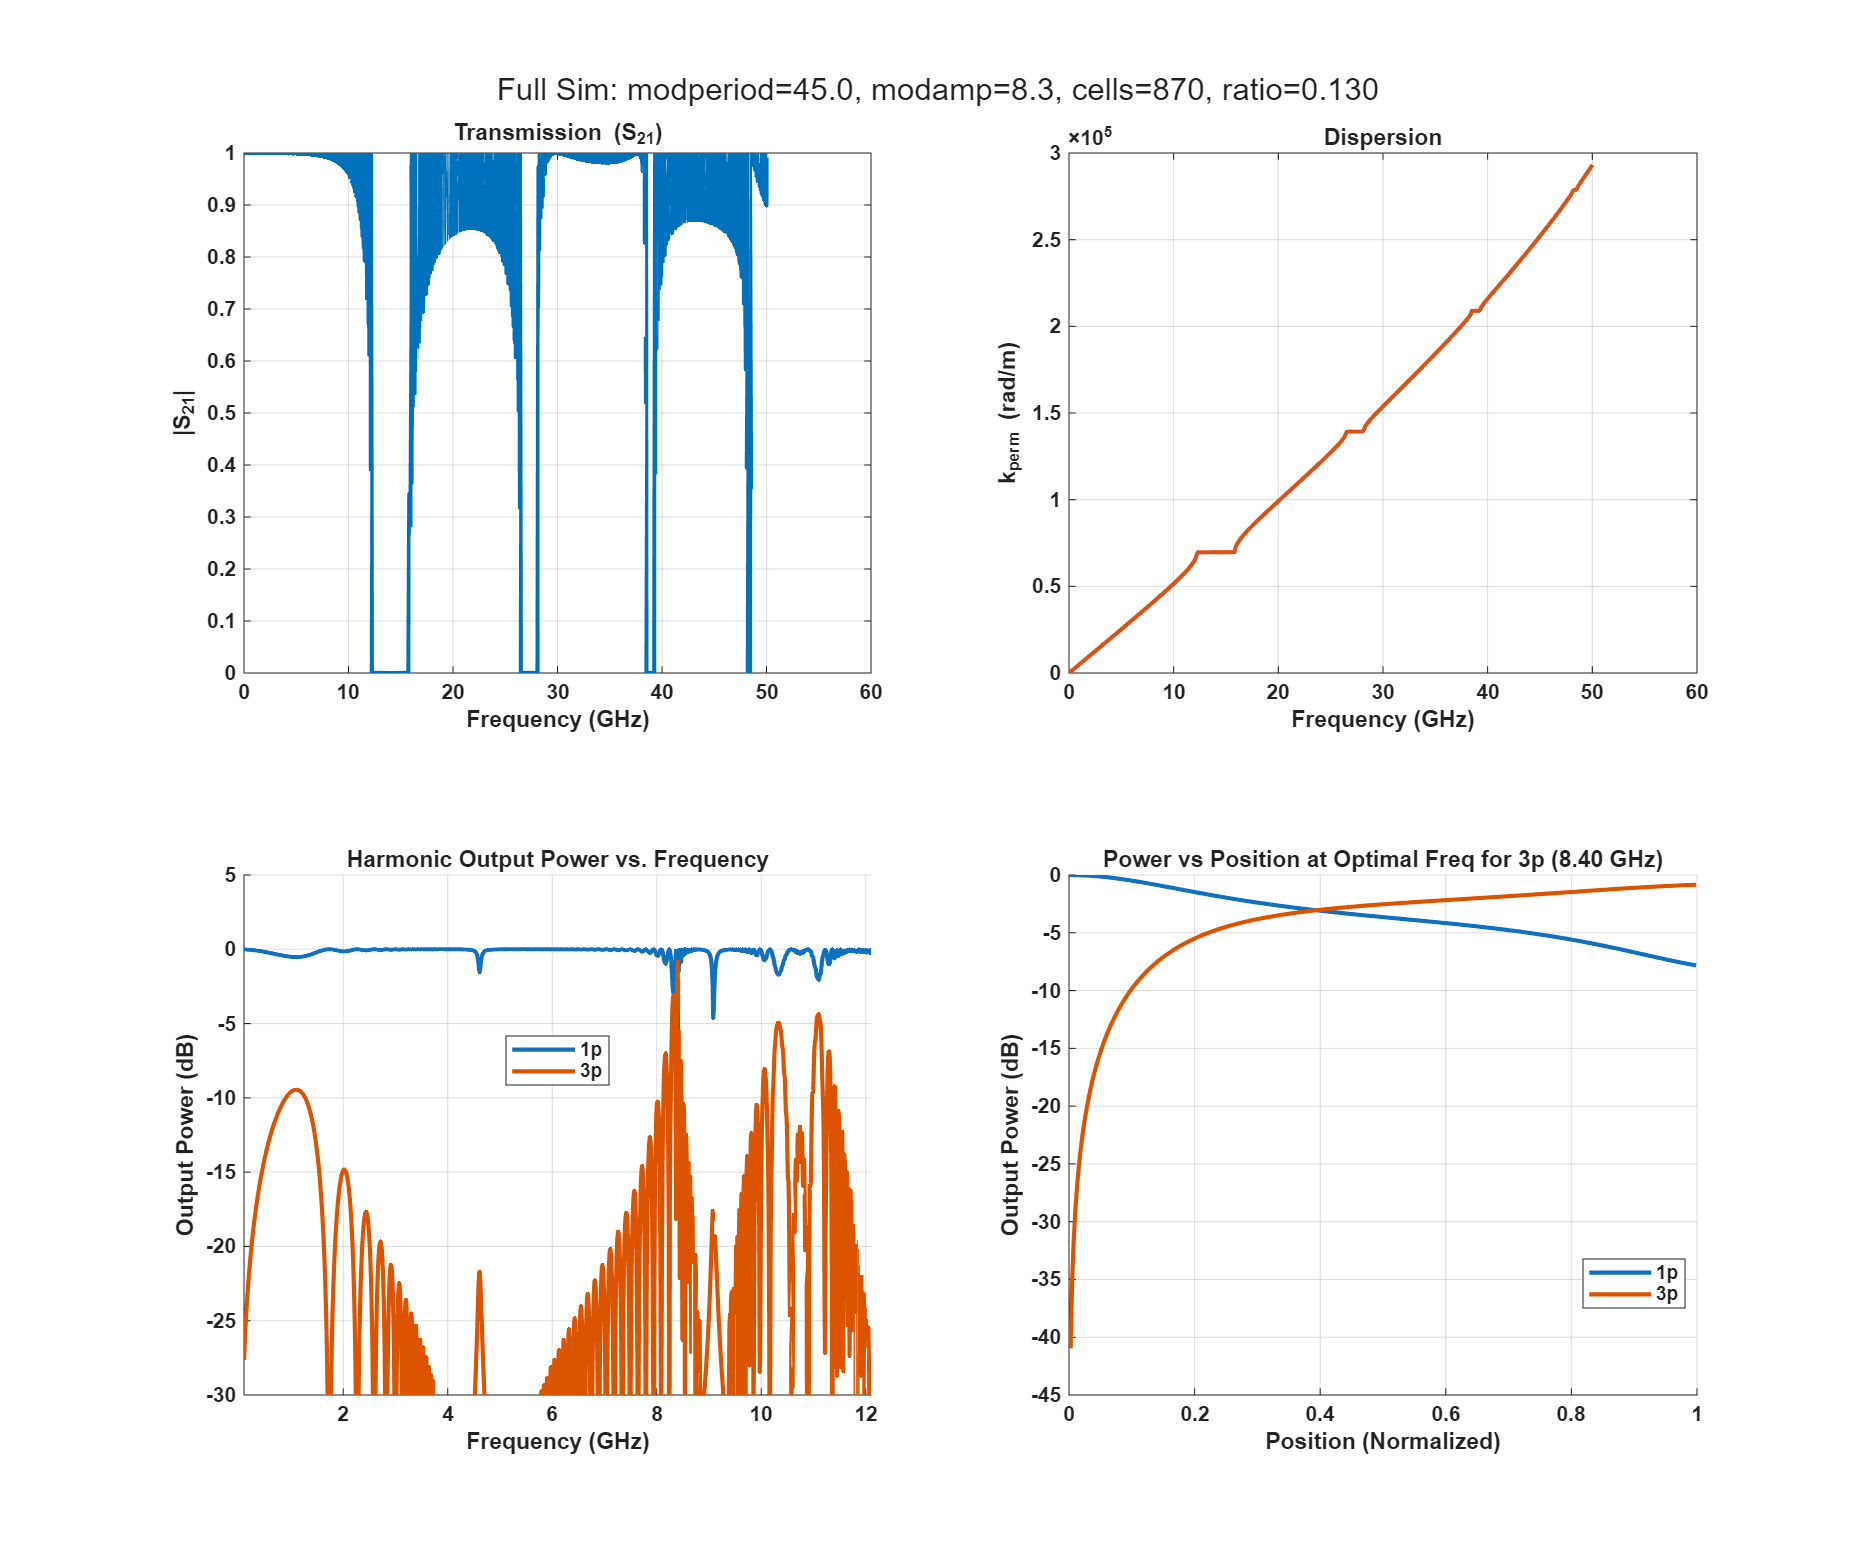 Full Sim: modperiod=45.0, modamp=8.3, cells=870, ratio=0.130
Transmission (S21)
1
0.9
0.8
0.7
0.6
0.5
0.4
0.3
0.2
0.1
0
|S21|
0 10 20 30 40 50 60
Frequency (GHz)
×10^5
Dispersion
3
2.5
2
1.5
1
0.5
0
kperm (rad/m)
0 10 20 30 40 50 60
Frequency (GHz)
Harmonic Output Power vs. Frequency
5
0
-5
-10
-15
-20
-25
-30
Output Power (dB)
1p
3p
2 4 6 8 10 12
Frequency (GHz)
Power vs Position at Optimal Freq for 3p (8.40 GHz)
0
-5
-10
-15
-20
-25
-30
-35
-40
-45
Output Power (dB)
1p
3p
0 0.2 0.4 0.6 0.8 1
Position (Normalized)